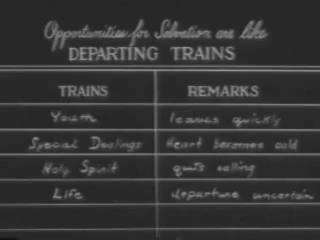 Opportunities for Salvation are like
DEPARTING TRAINS
TRAINS REMARKS
Youth leaves quickly
Special Dealings Heart becomes cold
Holy Spirit quits calling
Life departure uncertain